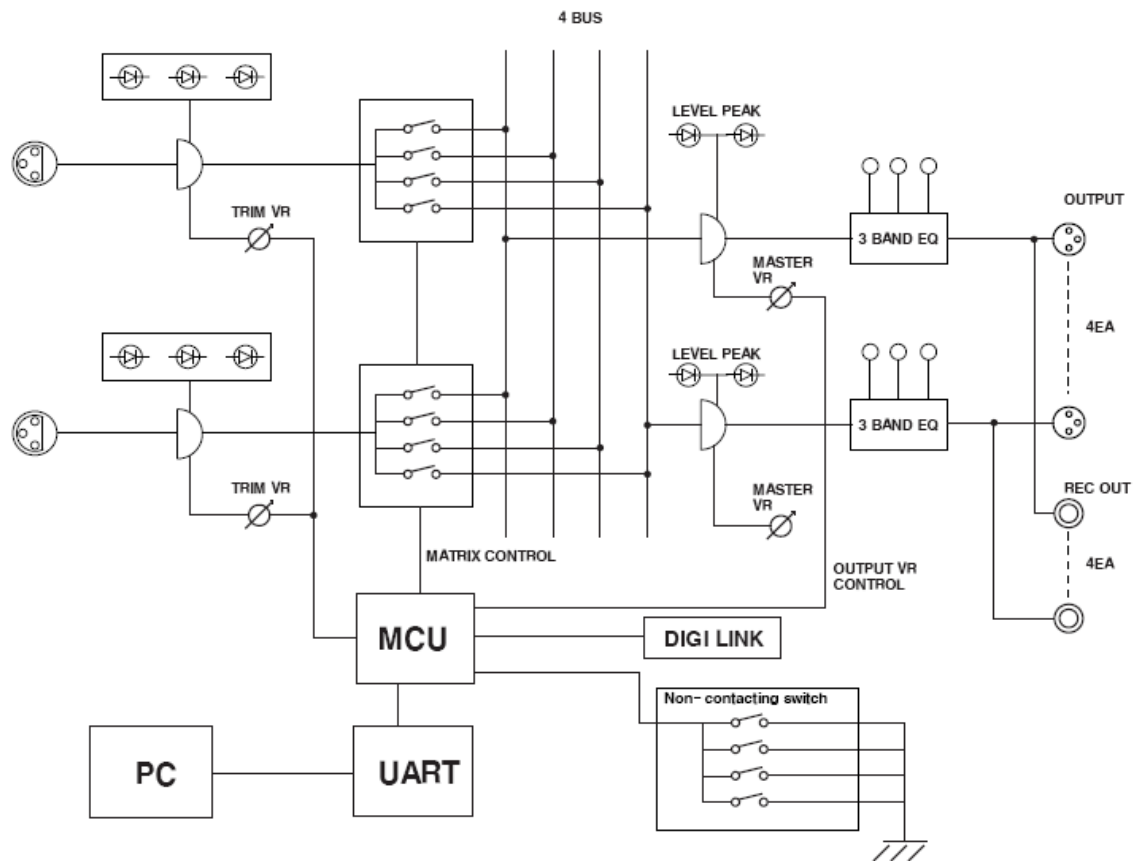 4 BUS
LEVEL PEAK
TRIM VR
OUTPUT
3 BAND EQ
MASTER
VR
4EA
LEVEL PEAK
3 BAND EQ
TRIM VR
MASTER
VR
REC OUT
MATRIX CONTROL
OUTPUT VR
CONTROL
4EA
MCU
DIGI LINK
Non-contacting switch
PC
UART